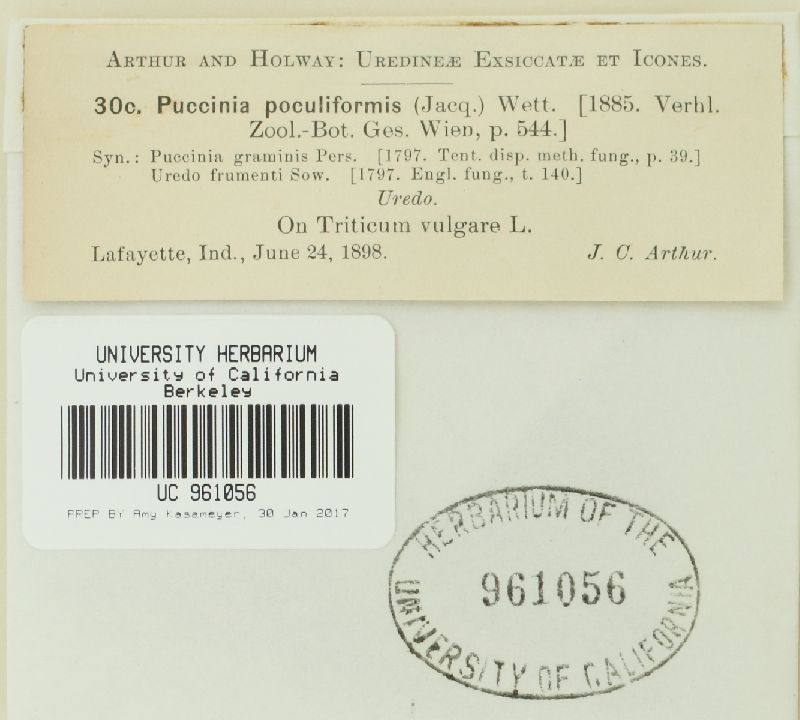 ARTHUR AND HOLWAY: UREDINEÆ EXSICCATÆ ET ICONES.
30c. Puccinia poculiformis (Jacq.) Wett. [1885. Verhl.
Zool.-Bot. Ges. Wien, p. 544.]
Syn.: Puccinia graminis Pers. [1797. Tent. disp. meth. fung., p. 39.]
Uredo frumenti Sow. [1797. Engl. fung., t. 140.]
Uredo.
On Triticum vulgare L.
Lafayette, Ind., June 24, 1898. J. C. Arthur.
UNIVERSITY HERBARIUM
University of California
Berkeley
UC 961056
PREP BY Amy Kasameyer, 30 Jan 2017
HERBARIUM OF THE
961056
UNIVERSITY OF CALIFORNIA